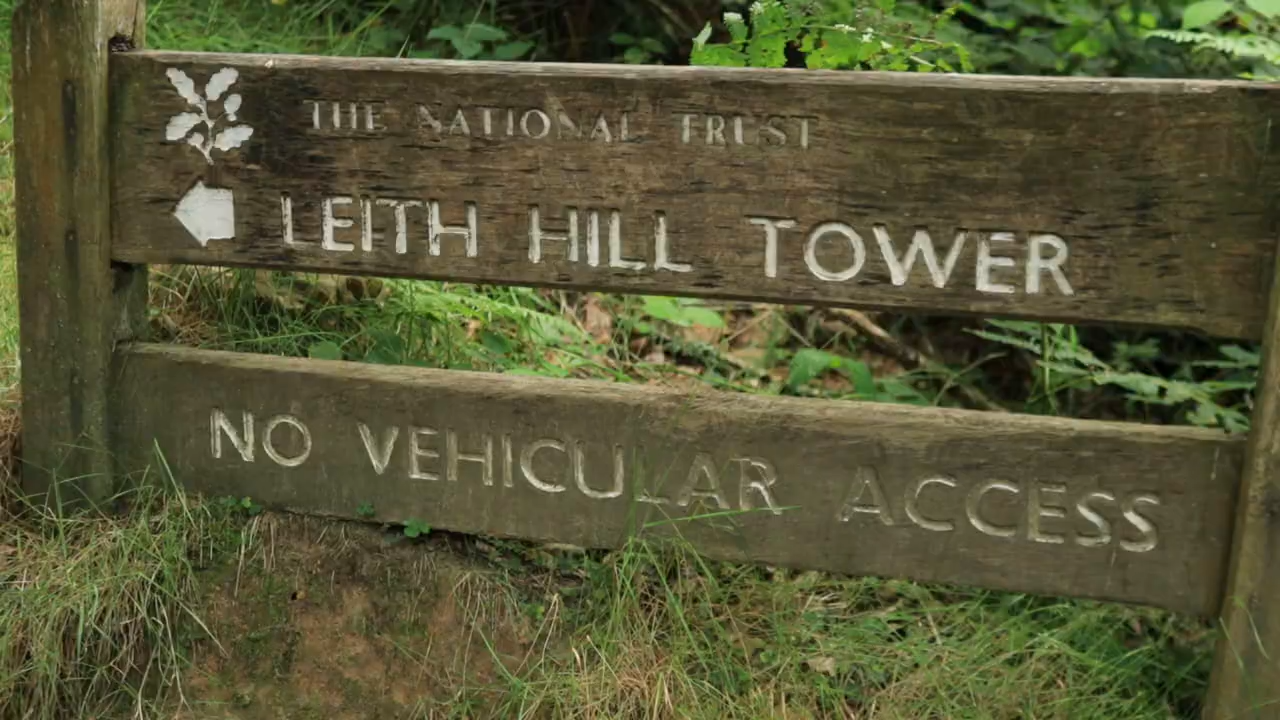 THE NATIONAL TRUST
LEITH HILL TOWER
NO VEHICULAR ACCESS